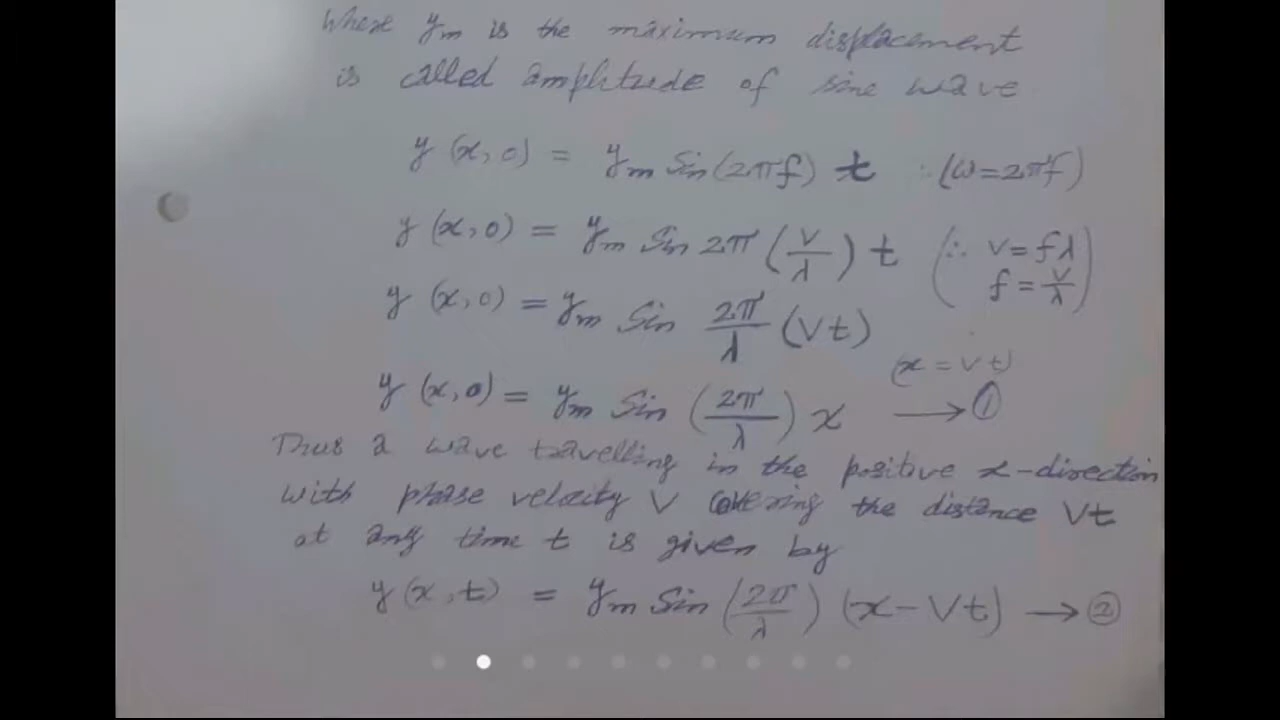 Where ym is the maximum displacement
is called amplitude of sine wave
y (x, 0) = ym Sin (2πf) t ∵ (ω = 2πf)
y (x, 0) = ym Sin 2π (v/λ) t (∵ v = fλ
f = v/λ)
y (x, 0) = ym Sin 2π/λ (Vt)
(x = Vt)
y (x, 0) = ym Sin (2π/λ) x → ①
Thus a wave travelling in the positive x-direction
with phase velocity V covering the distance Vt
at any time t is given by
y (x, t) = ym Sin (2π/λ) (x - Vt) → ②